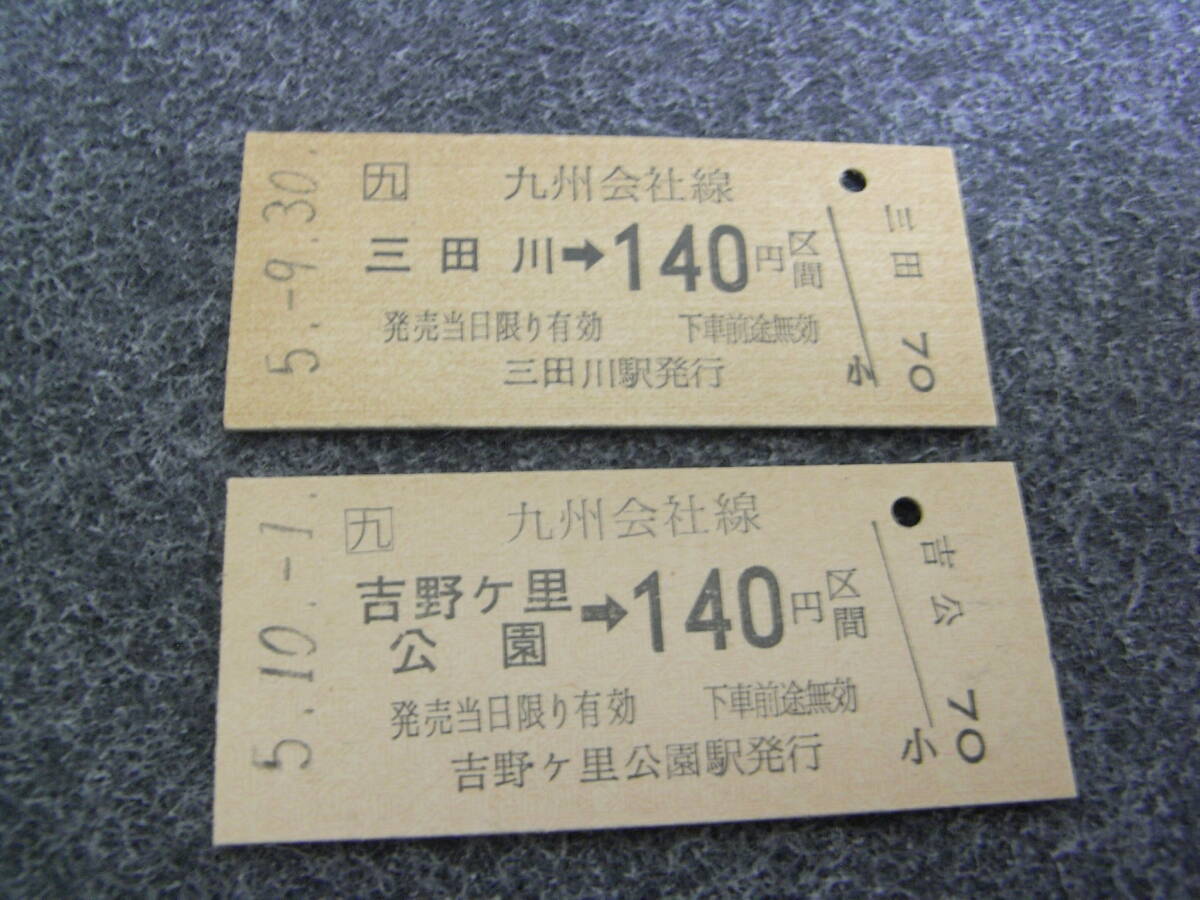 5.-9.30.
九 九州会社線
三田川➡140円区間
発売当日限り有効 下車前途無効
三田川駅発行
三田 70
小
5.10.-1.
九 九州会社線
吉野ヶ里公園➡140円区間
発売当日限り有効 下車前途無効
吉野ヶ里公園駅発行
吉公 70
小